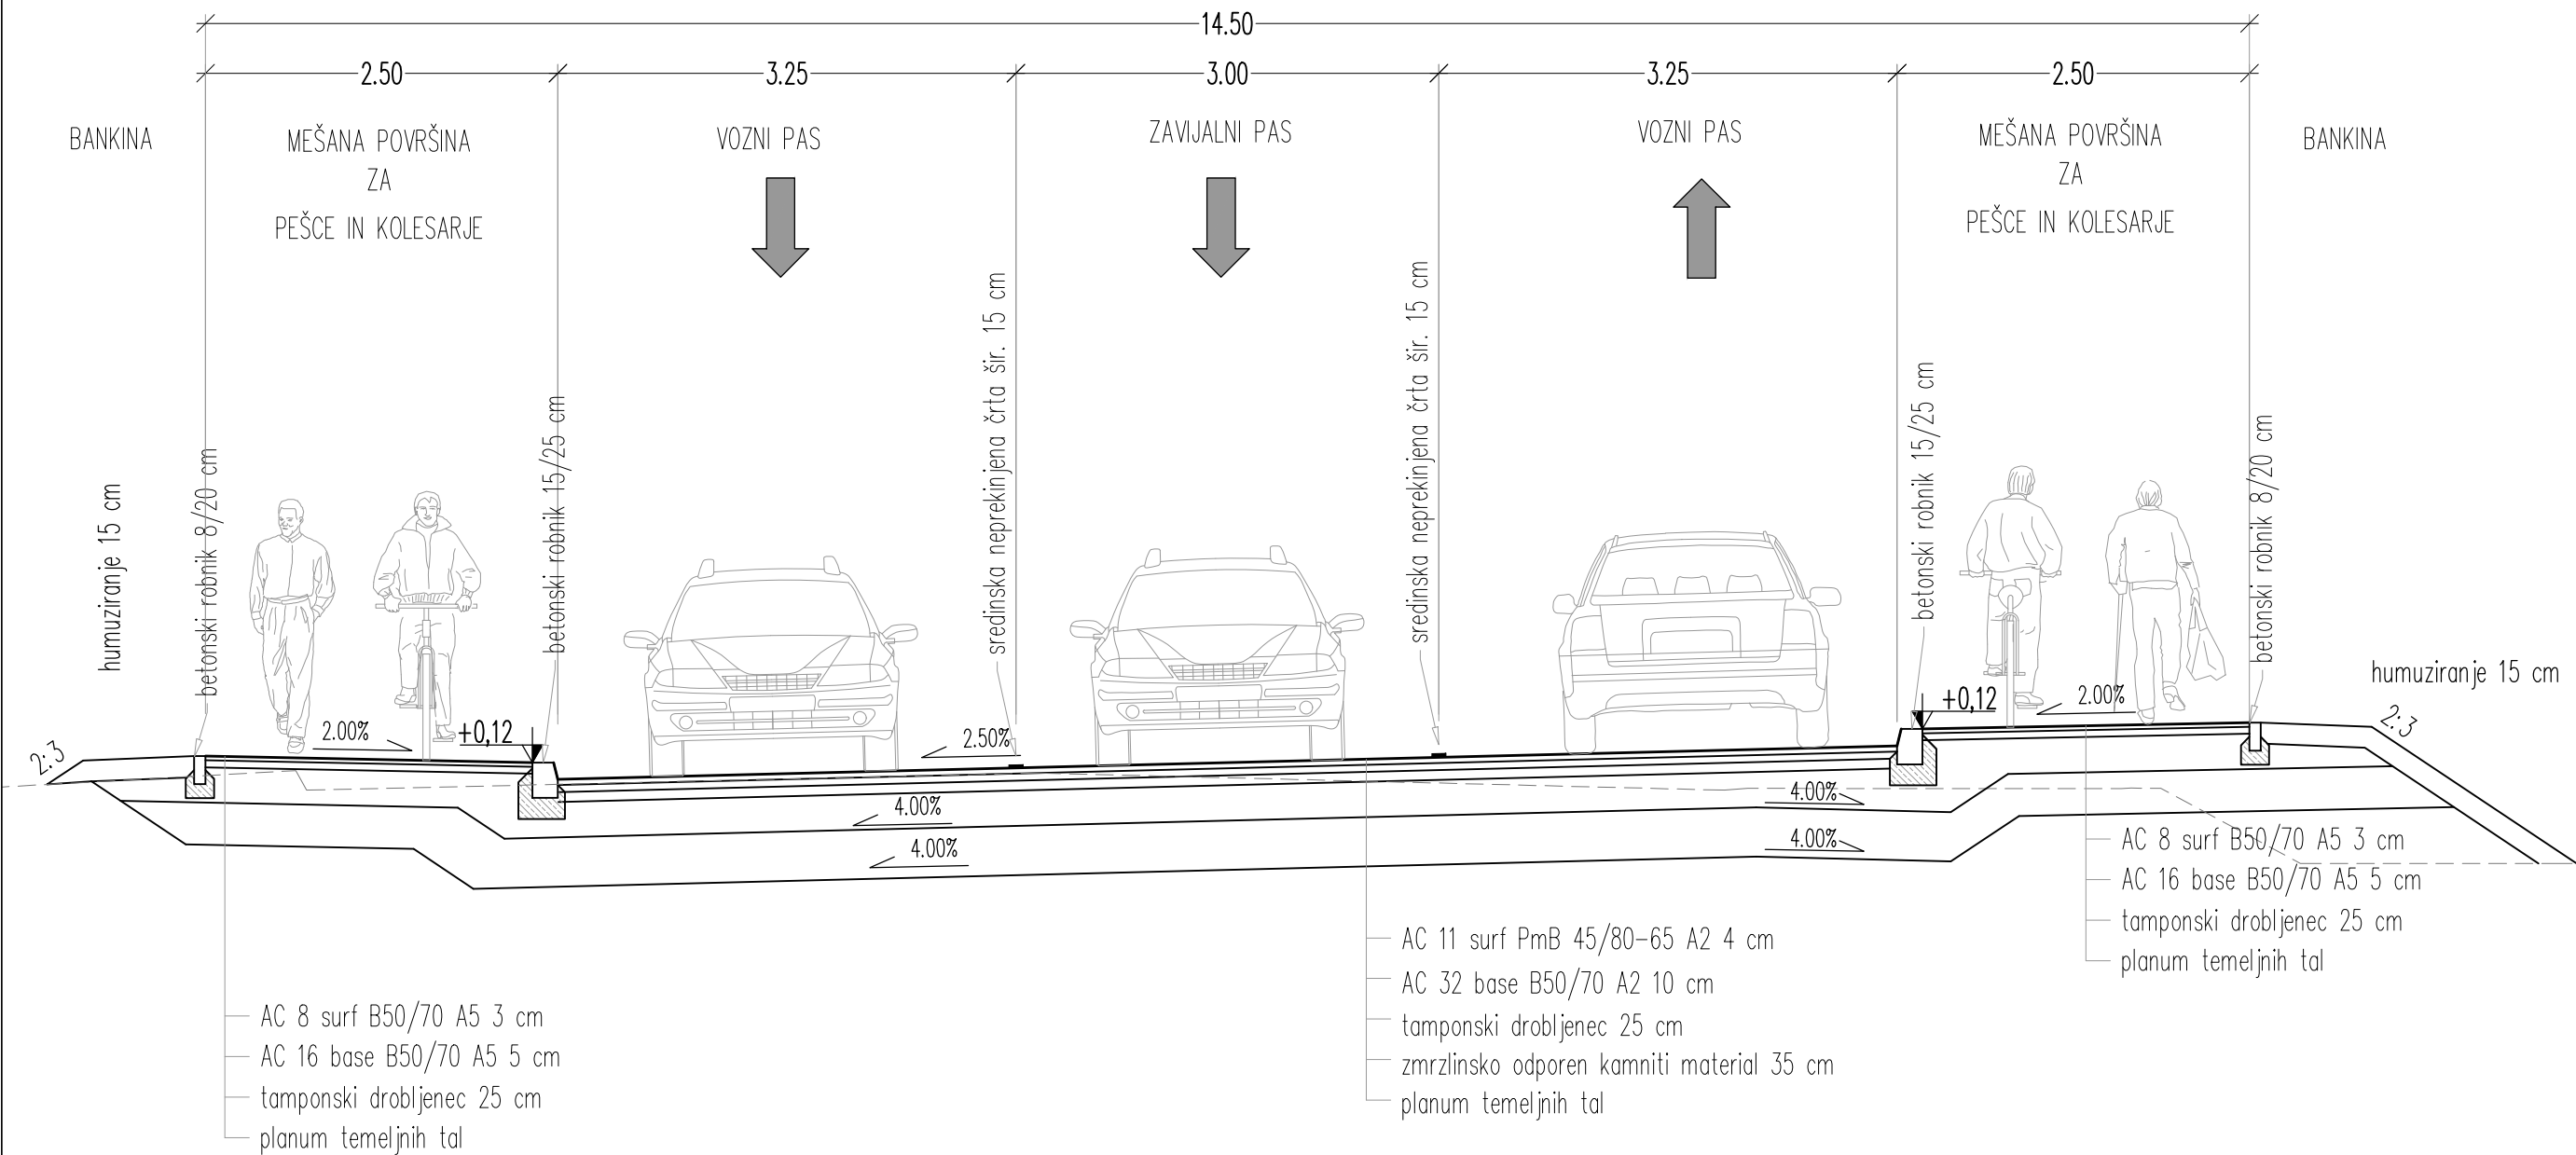 14.50
2.50 3.25 3.00 3.25 2.50
BANKINA
MEŠANA POVRŠINA
ZA
PEŠCE IN KOLESARJE
VOZNI PAS
ZAVIJALNI PAS
VOZNI PAS
MEŠANA POVRŠINA
ZA
PEŠCE IN KOLESARJE
BANKINA
humuziranje 15 cm
betonski robnik 8/20 cm
betonski robnik 15/25 cm
sredinska neprekinjena črta šir. 15 cm
sredinska neprekinjena črta šir. 15 cm
betonski robnik 15/25 cm
betonski robnik 8/20 cm
humuziranje 15 cm
2:3
2.00%
+0,12
2.50%
+0,12
2.00%
2:3
4.00%
4.00%
4.00%
4.00%
AC 8 surf B50/70 A5 3 cm
AC 16 base B50/70 A5 5 cm
tamponski drobljenec 25 cm
planum temeljnih tal
AC 11 surf PmB 45/80-65 A2 4 cm
AC 32 base B50/70 A2 10 cm
tamponski drobljenec 25 cm
zmrzlinsko odporen kamniti material 35 cm
planum temeljnih tal
AC 8 surf B50/70 A5 3 cm
AC 16 base B50/70 A5 5 cm
tamponski drobljenec 25 cm
planum temeljnih tal